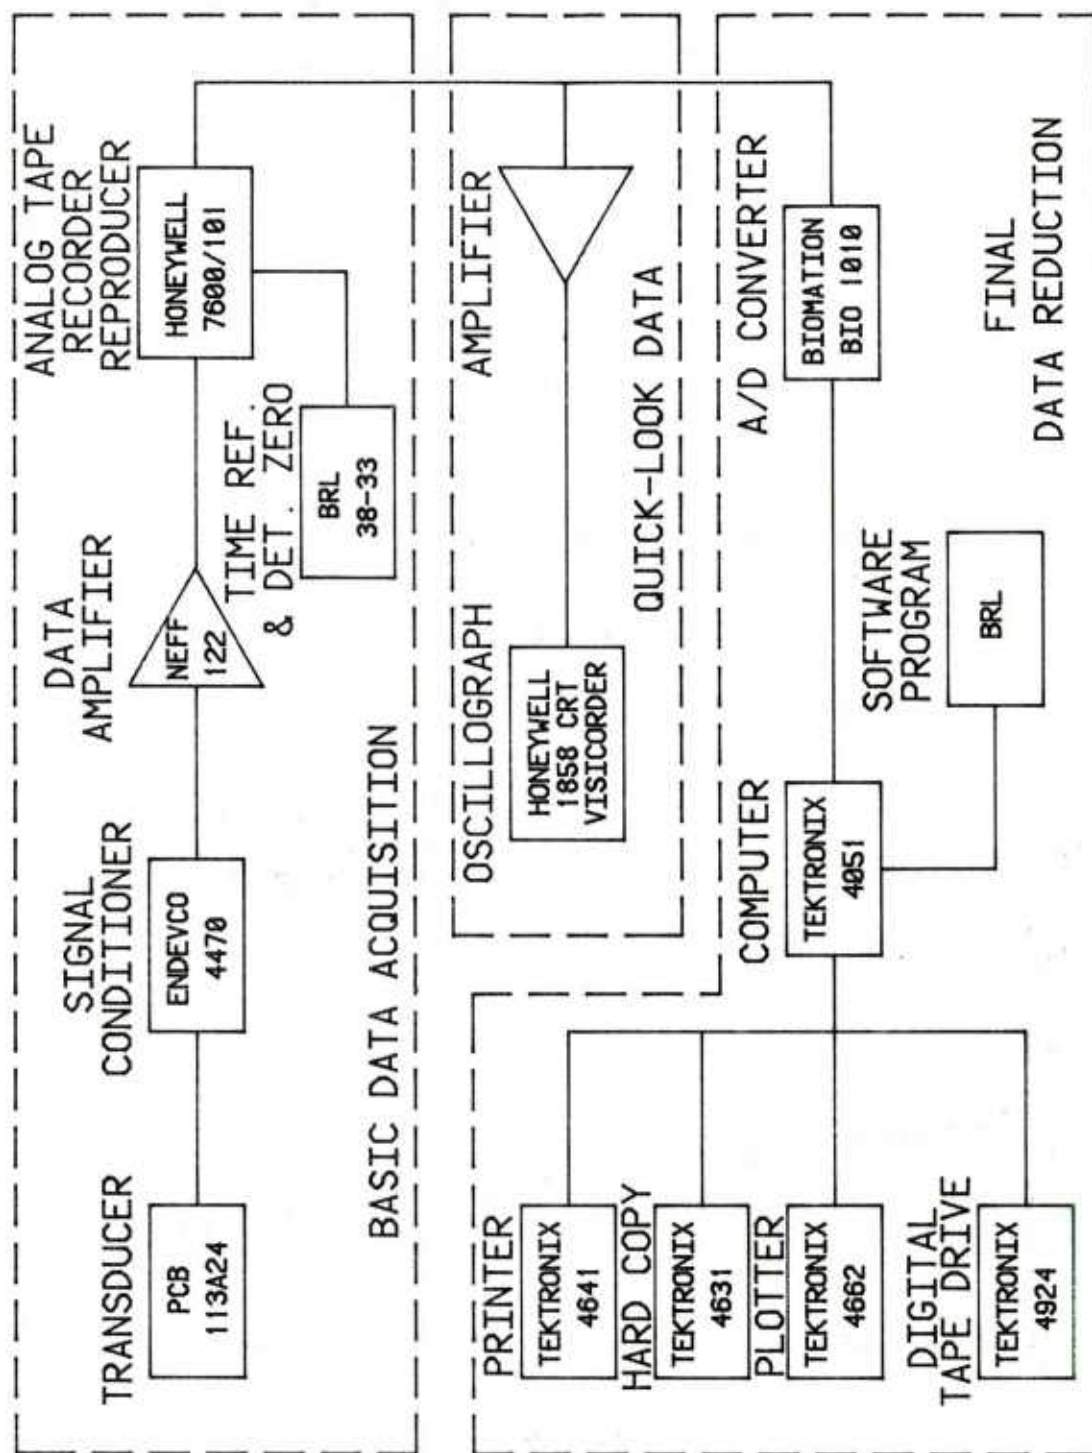 TRANSDUCER
PCB
113A24
SIGNAL
CONDITIONER
ENDEVCO
4470
DATA
AMPLIFIER
NEFF
122
ANALOG TAPE
RECORDER
REPRODUCER
HONEYWELL
7600/101
TIME REF.
& DET. ZERO
BRL
38-33
BASIC DATA ACQUISITION
OSCILLOGRAPH
HONEYWELL
1858 CRT
VISICORDER
AMPLIFIER
QUICK-LOOK DATA
PRINTER
TEKTRONIX
4641
HARD COPY
TEKTRONIX
4631
PLOTTER
TEKTRONIX
4662
DIGITAL
TAPE DRIVE
TEKTRONIX
4924
COMPUTER
TEKTRONIX
4051
SOFTWARE
PROGRAM
BRL
A/D CONVERTER
BIOMATION
BIO 1010
FINAL
DATA REDUCTION